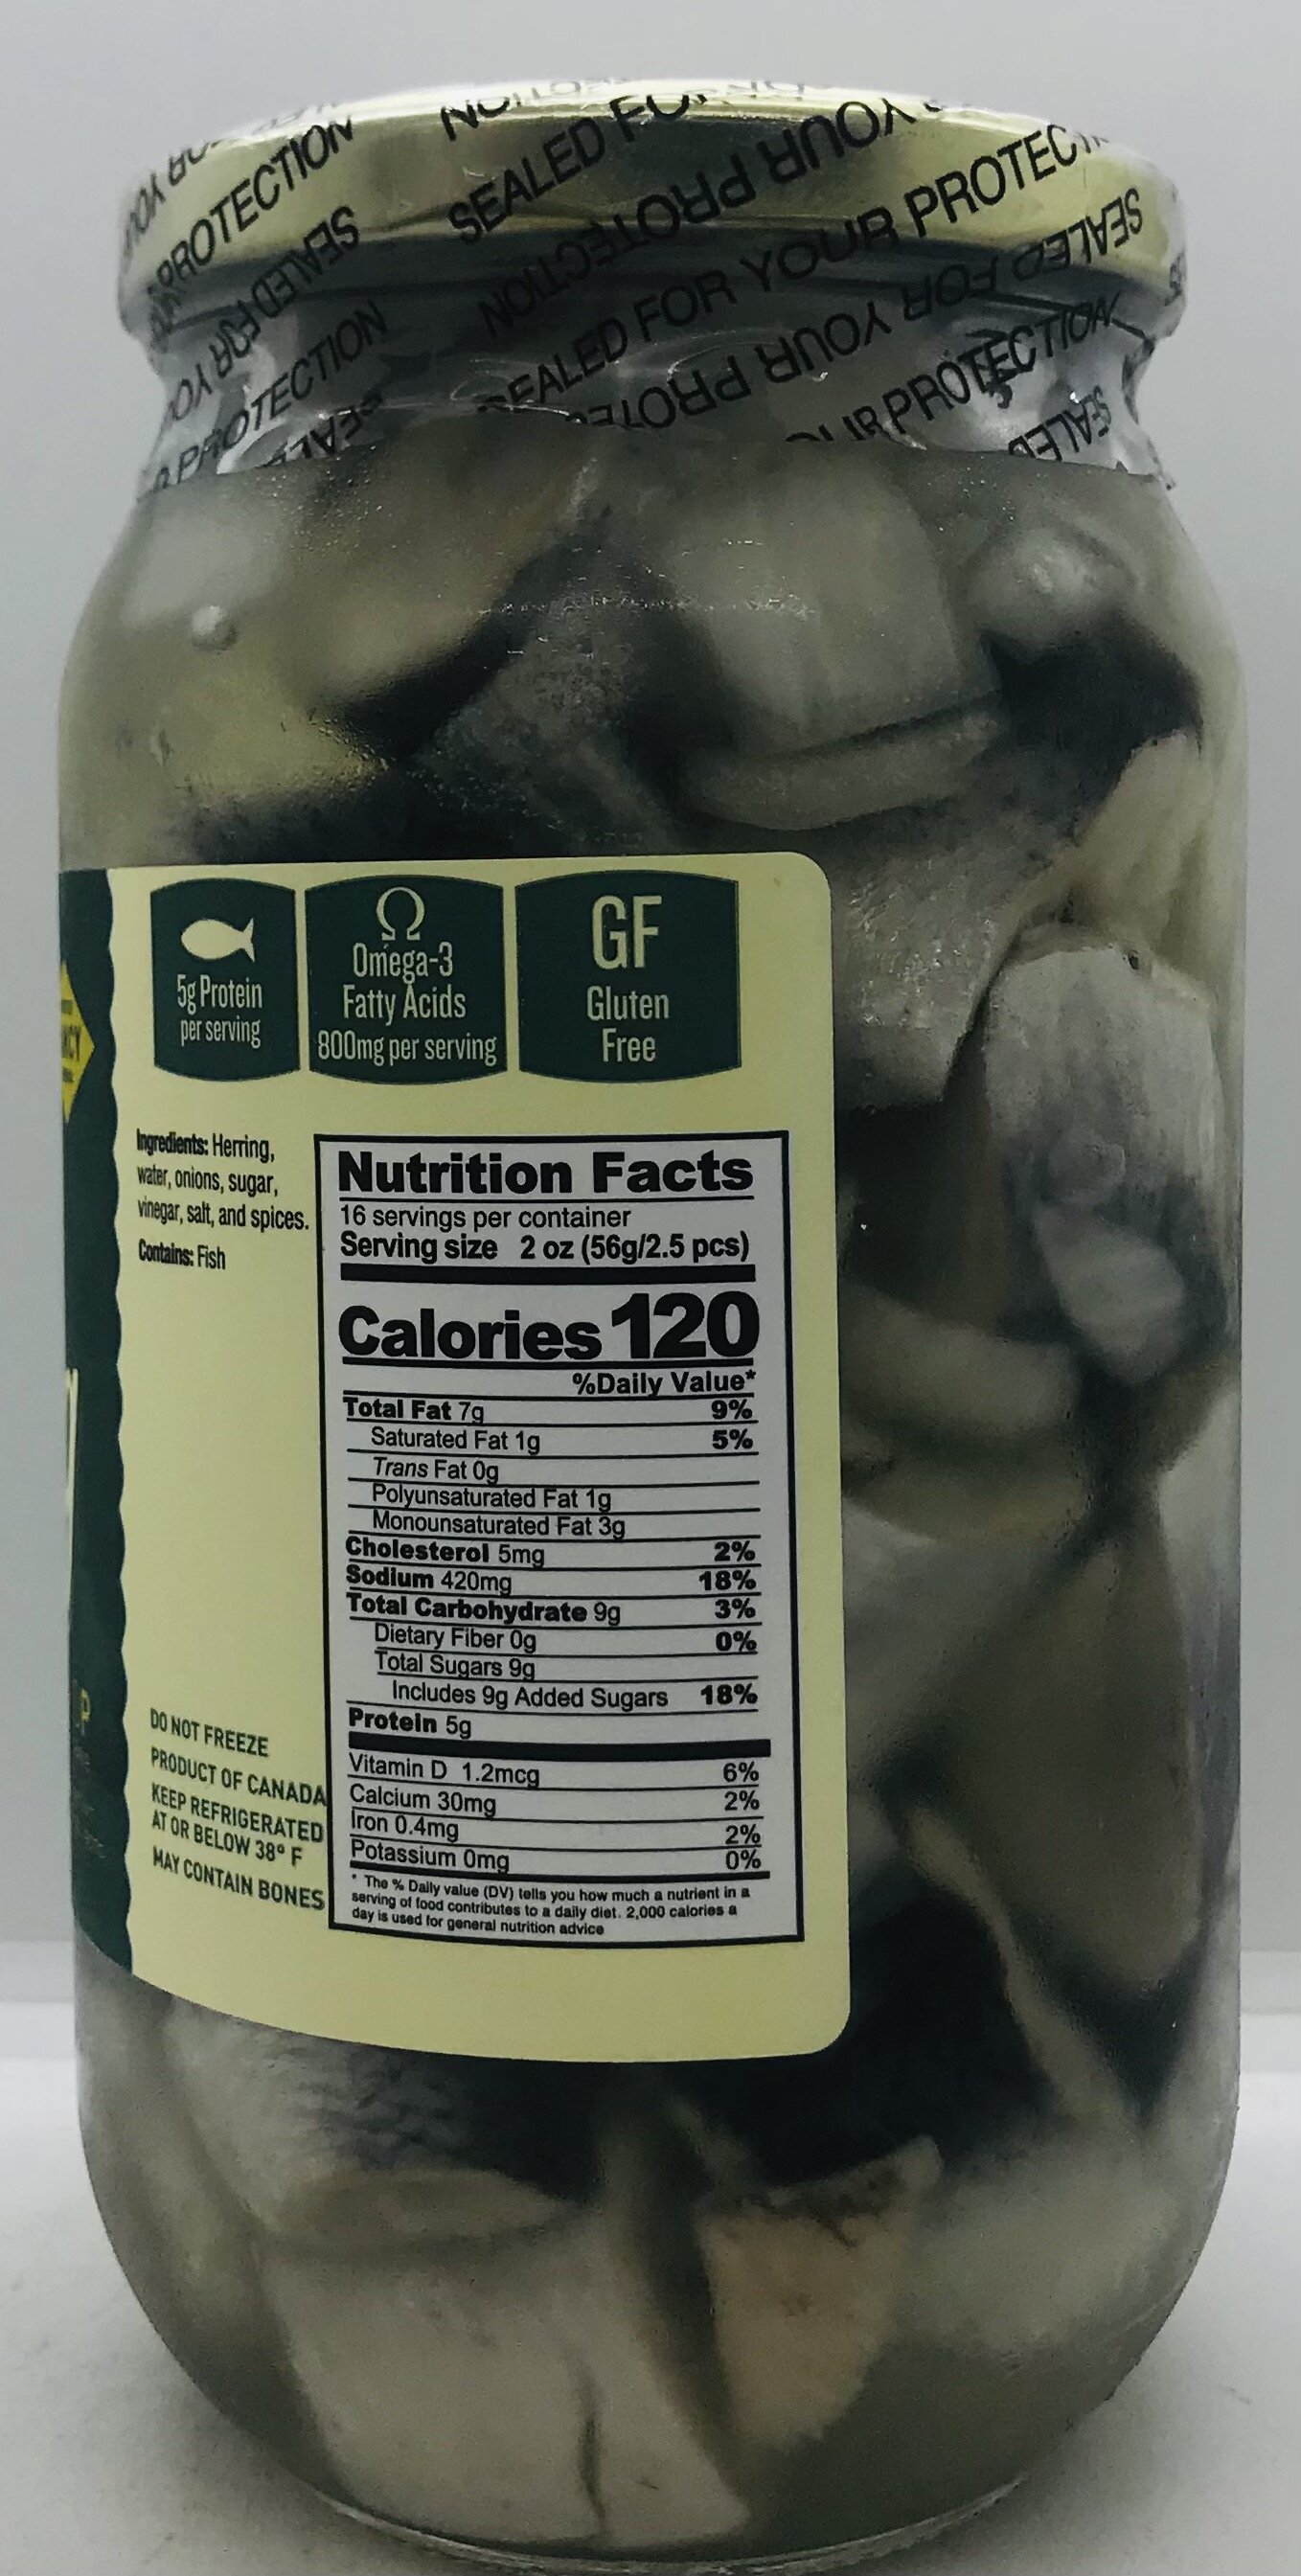 PROTECTION
SEALED
PROTECTION
SEALED FOR
YOUR PROTECTION
SEALED FOR YOUR PROTECTION
SEALED FOR YOUR
PROTECTION
SEALED
5g Protein
per serving
Ω
Omega-3
Fatty Acids
800mg per serving
GF
Gluten
Free
Ingredients: Herring,
water, onions, sugar,
vinegar, salt, and spices.
Contains: Fish
DO NOT FREEZE
PRODUCT OF CANADA
KEEP REFRIGERATED
AT OR BELOW 38° F
MAY CONTAIN BONES
Nutrition Facts
16 servings per container
Serving size 2 oz (56g/2.5 pcs)
Calories 120
%Daily Value*
Total Fat 7g 9%
Saturated Fat 1g 5%
Trans Fat 0g
Polyunsaturated Fat 1g
Monounsaturated Fat 3g
Cholesterol 5mg 2%
Sodium 420mg 18%
Total Carbohydrate 9g 3%
Dietary Fiber 0g 0%
Total Sugars 9g
Includes 9g Added Sugars 18%
Protein 5g
Vitamin D 1.2mcg 6%
Calcium 30mg 2%
Iron 0.4mg 2%
Potassium 0mg 0%
* The % Daily value (DV) tells you how much a nutrient in a
serving of food contributes to a daily diet. 2,000 calories a
day is used for general nutrition advice